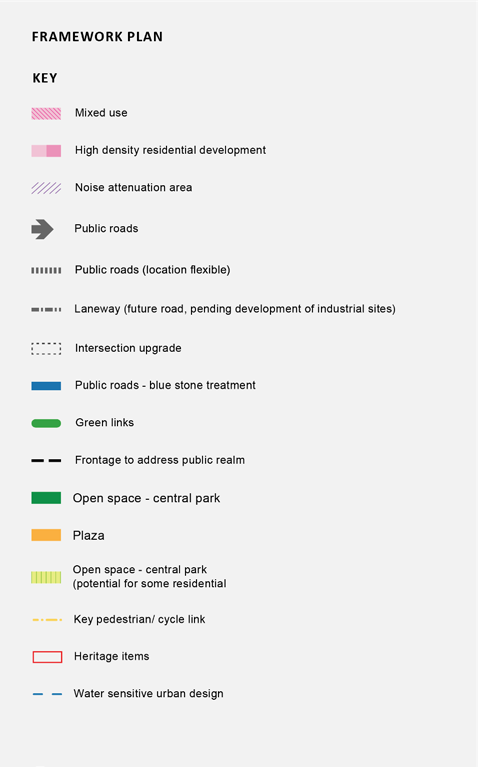 FRAMEWORK PLAN
KEY
Mixed use
High density residential development
Noise attenuation area
Public roads
Public roads (location flexible)
Laneway (future road, pending development of industrial sites)
Intersection upgrade
Public roads - blue stone treatment
Green links
Frontage to address public realm
Open space - central park
Plaza
Open space - central park
(potential for some residential
Key pedestrian/ cycle link
Heritage items
Water sensitive urban design